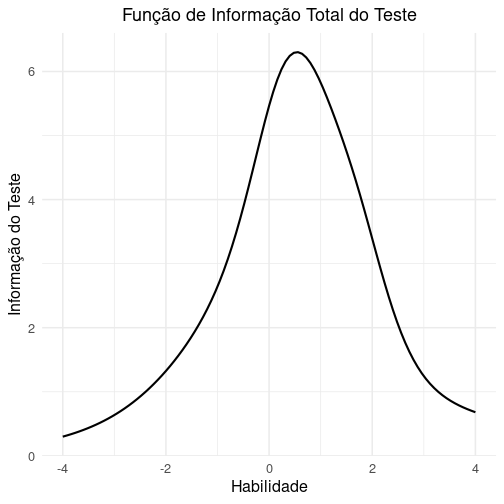 Função de Informação Total do Teste
Informação do Teste
6
4
2
0
-4 -2 0 2 4
Habilidade